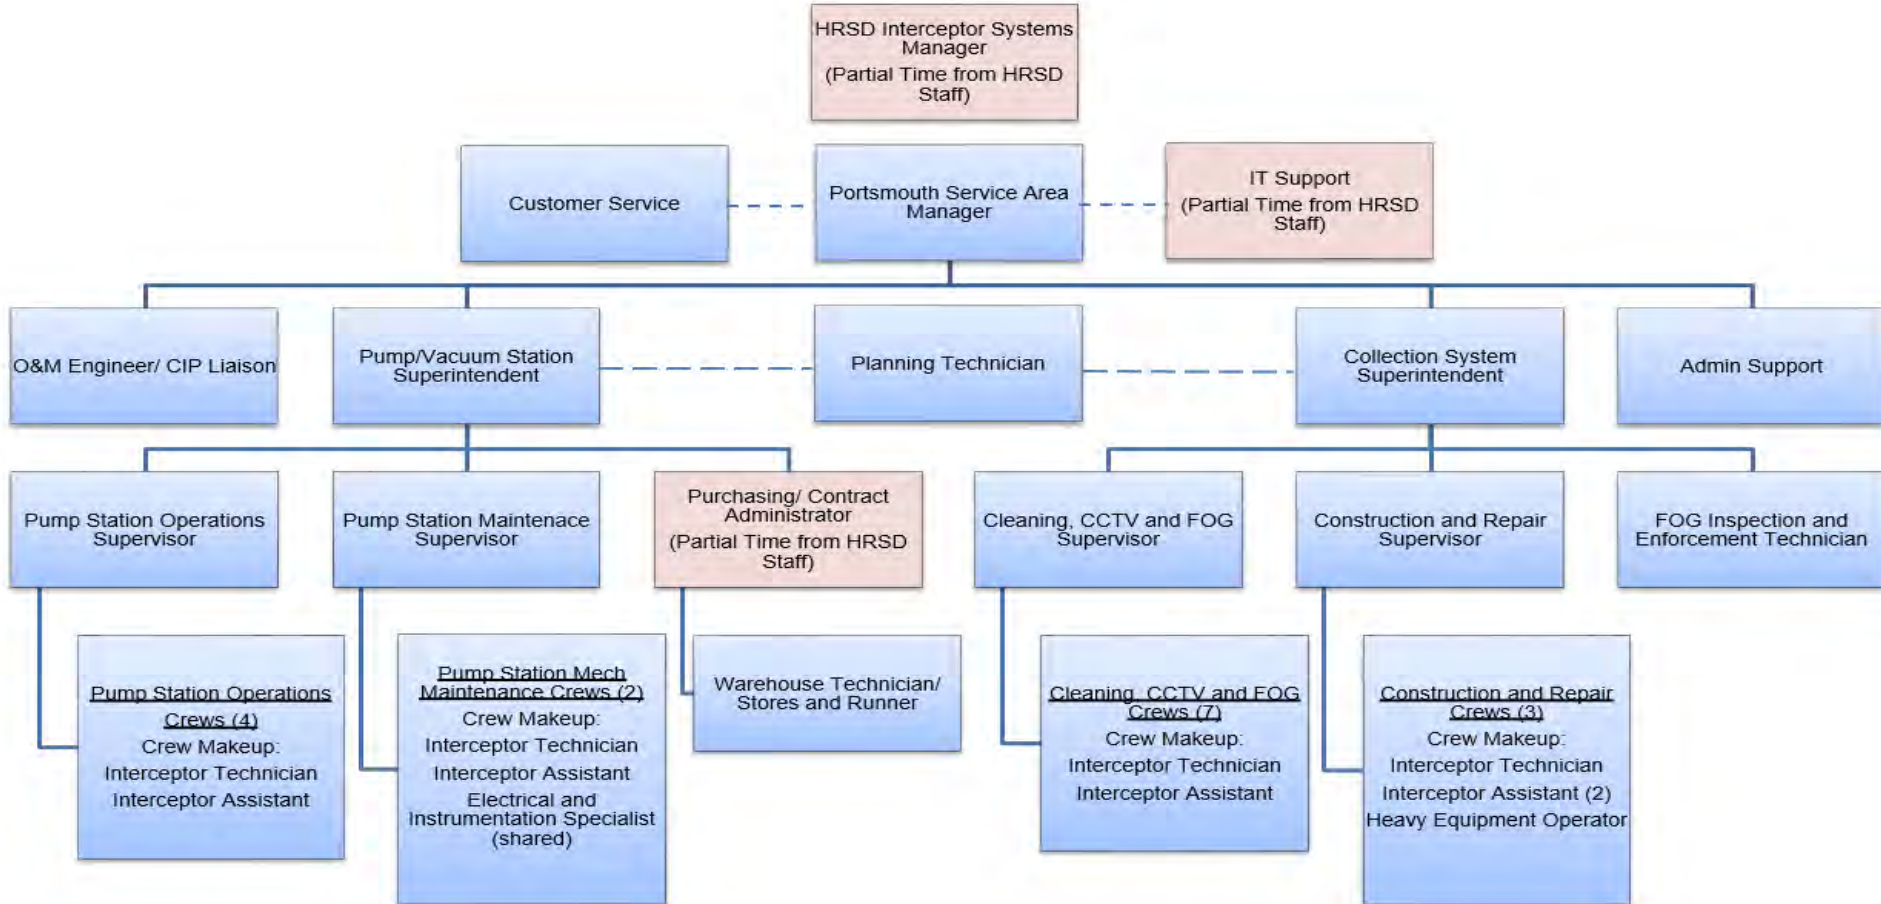 HRSD Interceptor Systems
Manager
(Partial Time from HRSD
Staff)
Customer Service
Portsmouth Service Area
Manager
IT Support
(Partial Time from HRSD
Staff)
O&M Engineer/ CIP Liaison
Pump/Vacuum Station
Superintendent
Planning Technician
Collection System
Superintendent
Admin Support
Pump Station Operations
Supervisor
Pump Station Maintenace
Supervisor
Purchasing/ Contract
Administrator
(Partial Time from HRSD
Staff)
Cleaning, CCTV and FOG
Supervisor
Construction and Repair
Supervisor
FOG Inspection and
Enforcement Technician
Pump Station Operations
Crews (4)
Crew Makeup:
Interceptor Technician
Interceptor Assistant
Pump Station Mech
Maintenance Crews (2)
Crew Makeup:
Interceptor Technician
Interceptor Assistant
Electrical and
Instrumentation Specialist
(shared)
Warehouse Technician/
Stores and Runner
Cleaning, CCTV and FOG
Crews (7)
Crew Makeup:
Interceptor Technician
Interceptor Assistant
Construction and Repair
Crews (3)
Crew Makeup:
Interceptor Technician
Interceptor Assistant (2)
Heavy Equipment Operator